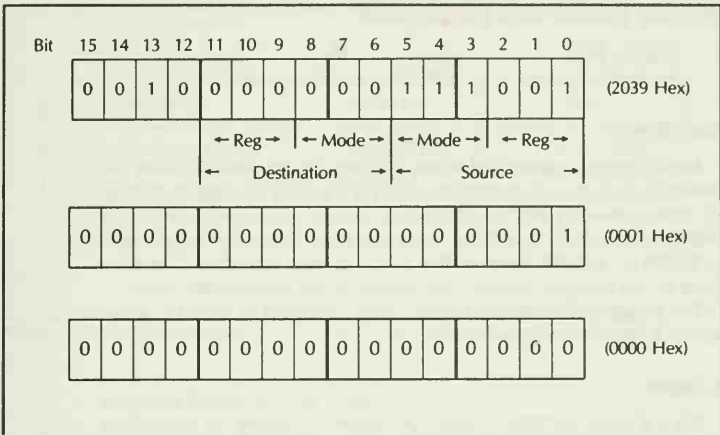 Bit 15 14 13 12 11 10 9 8 7 6 5 4 3 2 1 0
0 0 1 0 0 0 0 0 0 0 1 1 1 0 0 1 (2039 Hex)
← Reg → ← Mode → ← Mode → ← Reg →
← Destination → ← Source →
0 0 0 0 0 0 0 0 0 0 0 0 0 0 0 1 (0001 Hex)
0 0 0 0 0 0 0 0 0 0 0 0 0 0 0 0 (0000 Hex)